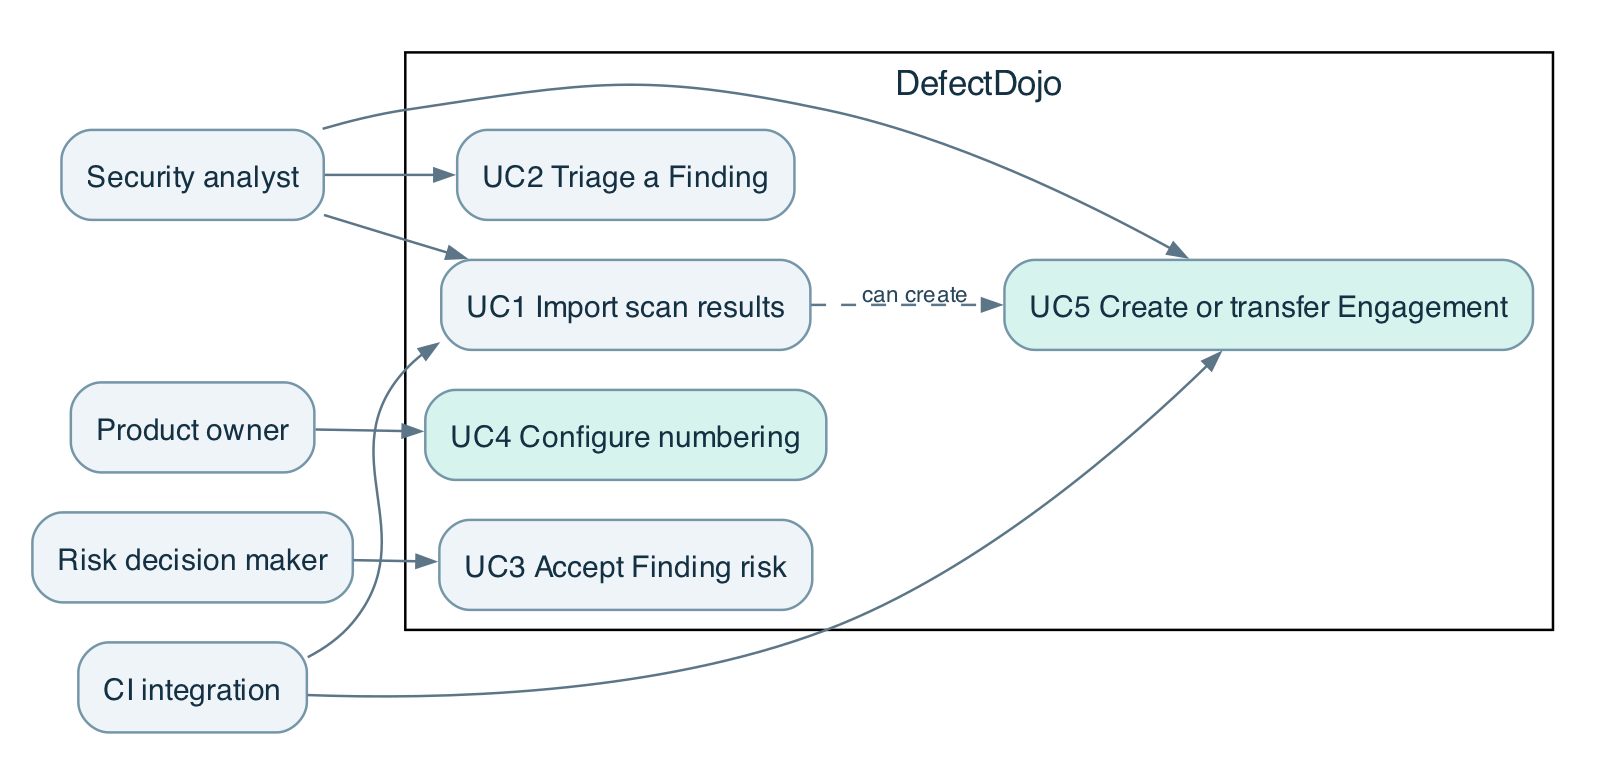 DefectDojo
Security analyst
UC2 Triage a Finding
UC1 Import scan results
can create
UC5 Create or transfer Engagement
Product owner
UC4 Configure numbering
Risk decision maker
UC3 Accept Finding risk
CI integration